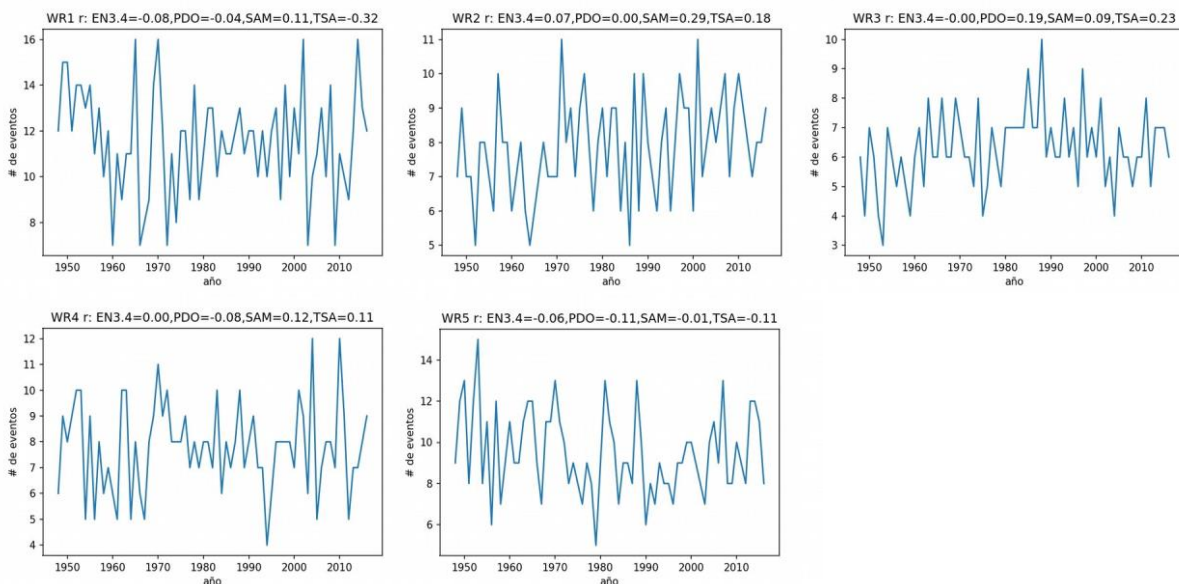 WR1 r: EN3.4=-0.08,PDO=-0.04,SAM=0.11,TSA=-0.32
16
14
12
10
8
# de eventos
1950 1960 1970 1980 1990 2000 2010
año
WR2 r: EN3.4=0.07,PDO=0.00,SAM=0.29,TSA=0.18
11
10
9
8
7
6
5
# de eventos
1950 1960 1970 1980 1990 2000 2010
año
WR3 r: EN3.4=-0.00,PDO=0.19,SAM=0.09,TSA=0.23
10
9
8
7
6
5
4
3
# de eventos
1950 1960 1970 1980 1990 2000 2010
año
WR4 r: EN3.4=0.00,PDO=-0.08,SAM=0.12,TSA=0.11
12
11
10
9
8
7
6
5
4
# de eventos
1950 1960 1970 1980 1990 2000 2010
año
WR5 r: EN3.4=-0.06,PDO=-0.11,SAM=-0.01,TSA=-0.11
14
12
10
8
6
# de eventos
1950 1960 1970 1980 1990 2000 2010
año